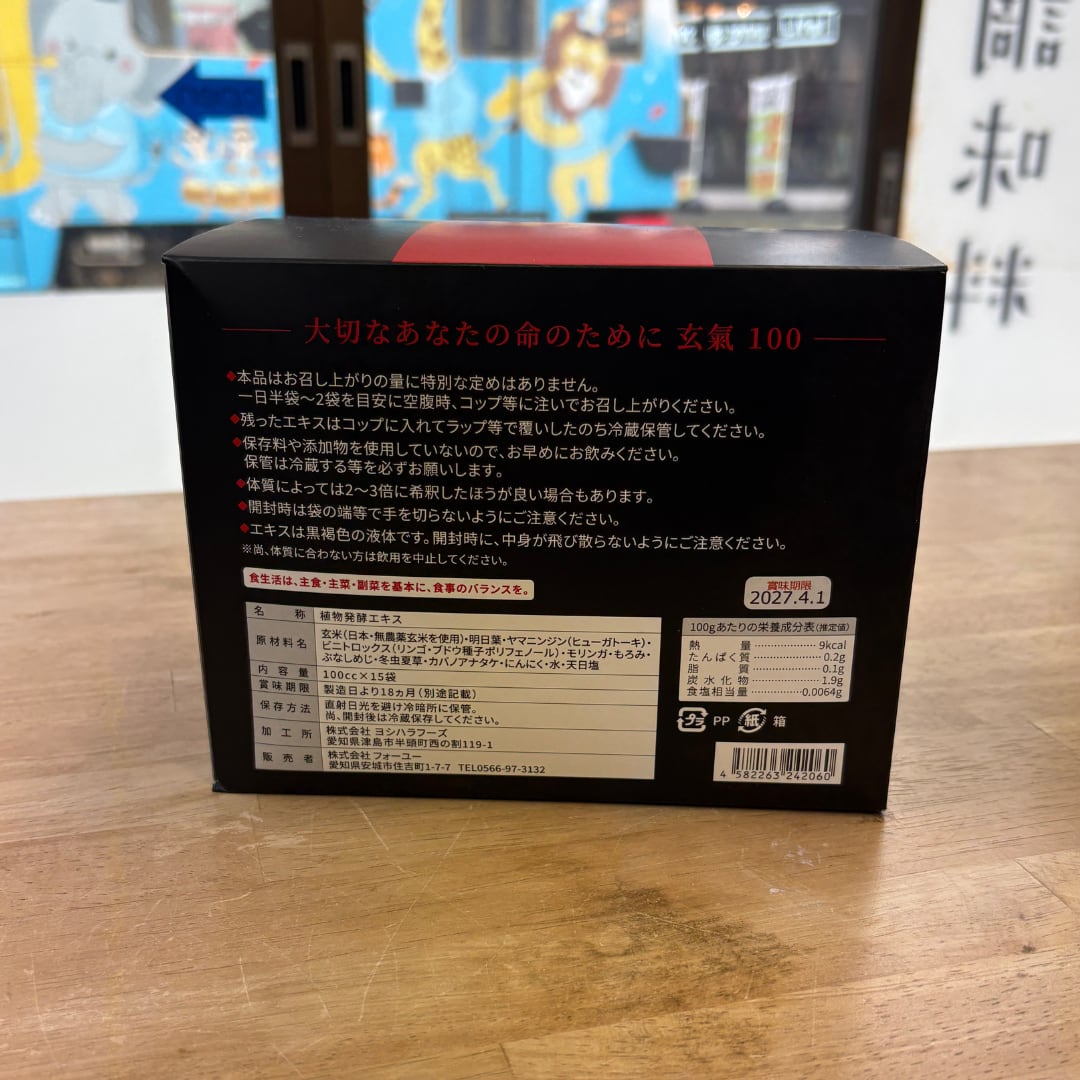 調味料
大切なあなたの命のために 玄氣 100
◆本品はお召し上がりの量に特別な定めはありません。
一日半袋～2袋を目安に空腹時、コップ等に注いでお召し上がりください。
◆残ったエキスはコップに入れてラップ等で覆いしたのち冷蔵保管してください。
◆保存料や添加物を使用していないので、お早めにお飲みください。
保管は冷蔵する等を必ずお願いします。
◆体質によっては2～3倍に希釈したほうが良い場合もあります。
◆開封時は袋の端等で手を切らないようにご注意ください。
◆エキスは黒褐色の液体です。開封時に、中身が飛び散らないようにご注意ください。
※尚、体質に合わない方は飲用を中止してください。
食生活は、主食・主菜・副菜を基本に、食事のバランスを。
名称 植物発酵エキス
原材料名 玄米(日本・無農薬玄米を使用)・明日葉・ヤマニンジン(ヒューガトーキ)・
ビニトロックス(リンゴ・ブドウ種子ポリフェノール)・モリンガ・もろみ・
ぶなしめじ・冬虫夏草・カバノアナタケ・にんにく・水・天日塩
内容量 100cc×15袋
賞味期限 製造日より18ヵ月(別途記載)
保存方法 直射日光を避け冷暗所に保管。
尚、開封後は冷蔵保存してください。
加工所 株式会社 ヨシハラフーズ
愛知県津島市半頭町西の割119-1
販売者 株式会社 フォーユー
愛知県安城市住吉町1-7-7 TEL0566-97-3132
賞味期限
2027.4.1
100gあたりの栄養成分表(推定値)
熱量 9kcal
たんぱく質 0.2g
脂質 0.1g
炭水化物 1.9g
食塩相当量 0.0064g
プラ PP 紙 箱
4 582263 242060